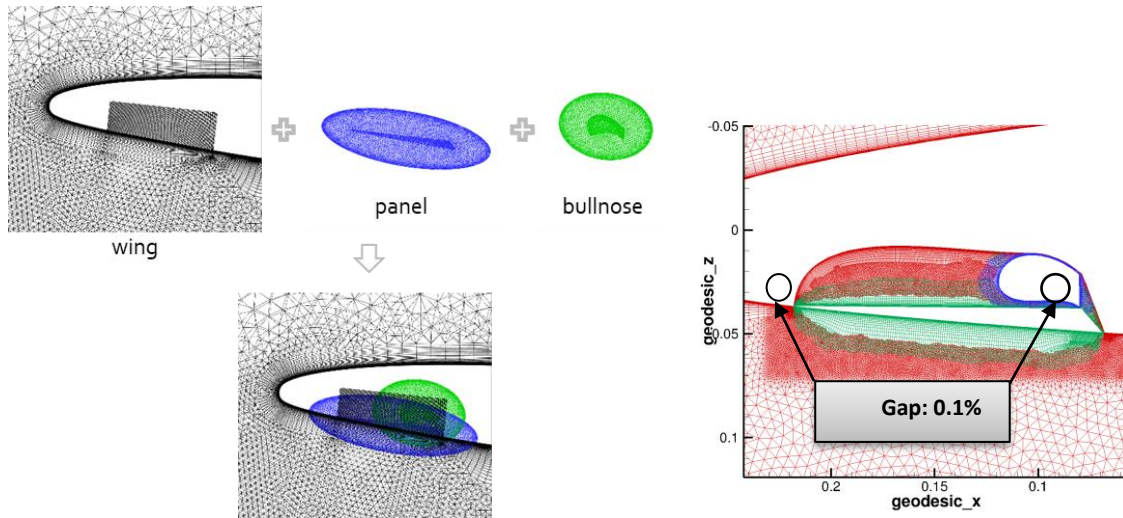 panel
bullnose
wing
-0.05
0
0.05
0.1
geodesic_z
Gap: 0.1%
0.2
0.15
0.1
geodesic_x